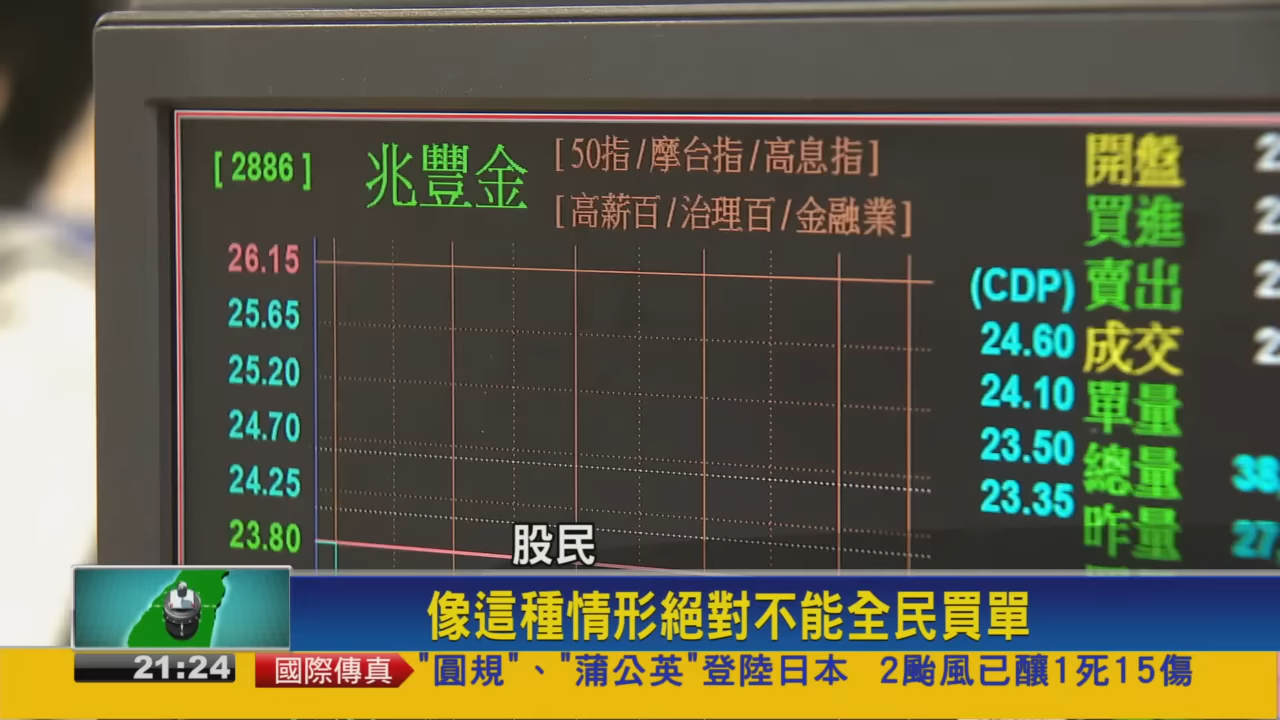 [ 2886 ]
兆豐金
[ 50指 / 摩台指 / 高息指 ]
[ 高薪百 / 治理百 / 金融業 ]
26.15
25.65
25.20
24.70
24.25
23.80
(CDP)
24.60
24.10
23.50
23.35
開盤
買進
賣出
成交
單量
總量
昨量
38
27
股民
像這種情形絕對不能全民買單
21:24
國際傳真
"圓規"、"蒲公英"登陸日本 2颱風已釀1死15傷